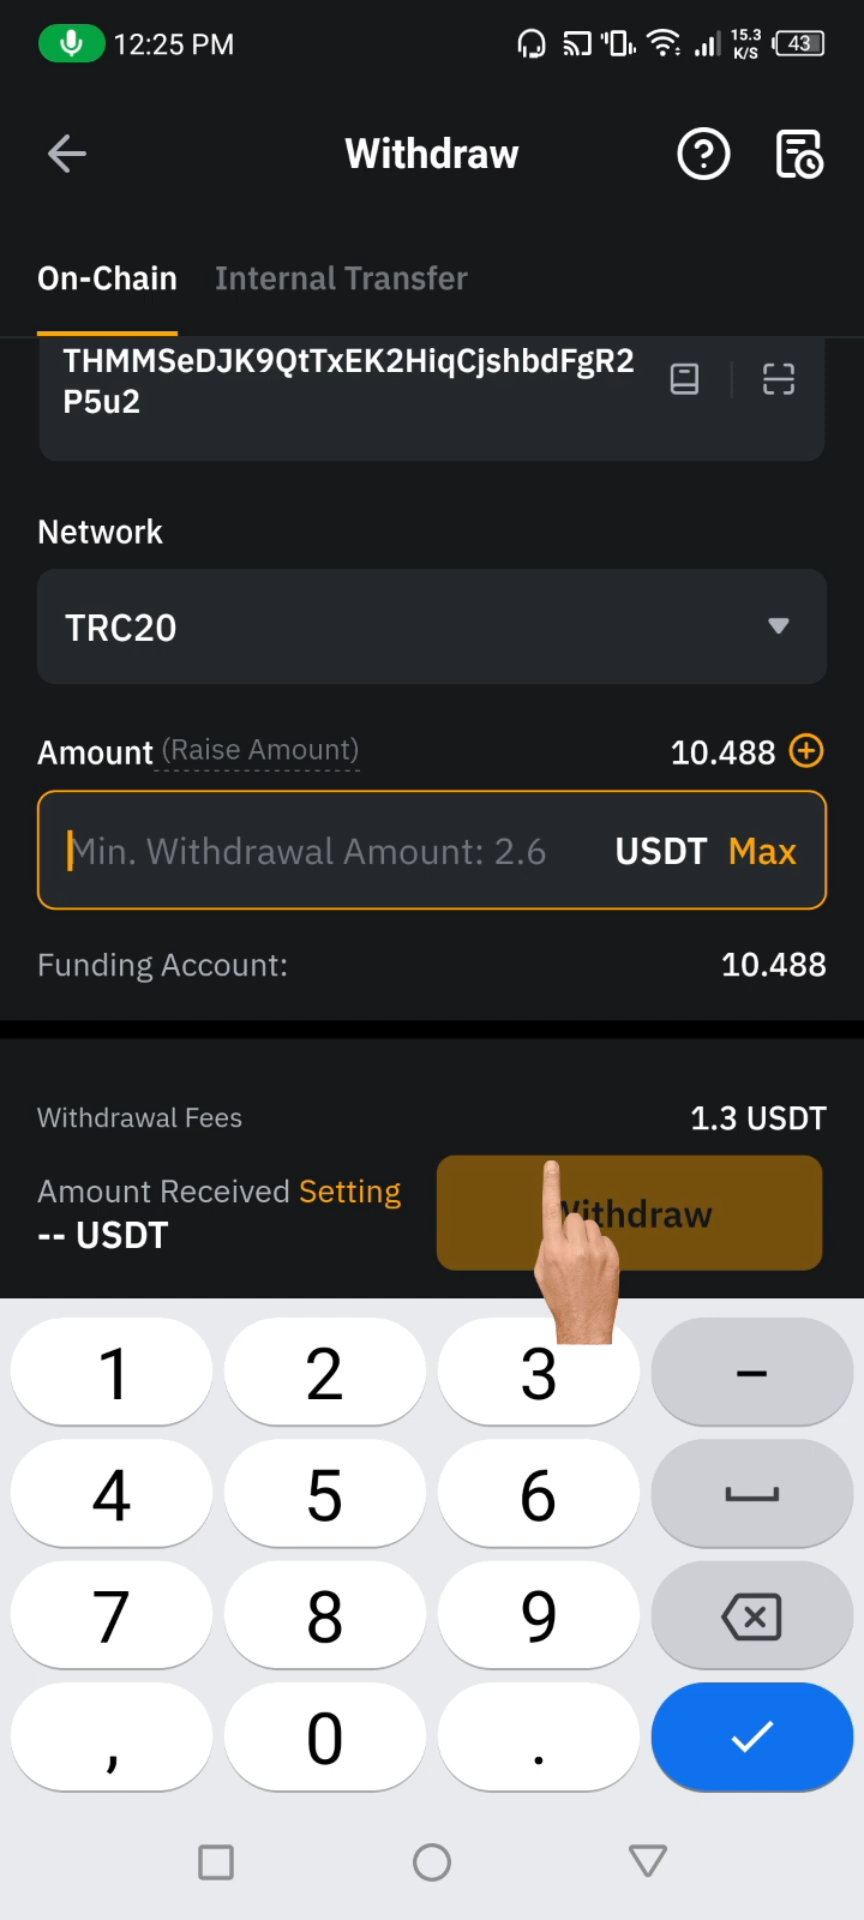 12:25 PM
15.3
K/S
43
Withdraw
On-Chain Internal Transfer
THMMSeDJK9QtTxEK2HiqCjshbdFgR2
P5u2
Network
TRC20
Amount (Raise Amount) 10.488
Min. Withdrawal Amount: 2.6 USDT Max
Funding Account: 10.488
Withdrawal Fees 1.3 USDT
Amount Received Setting
-- USDT
Withdraw
1 2 3 –
4 5 6
7 8 9
, 0 .